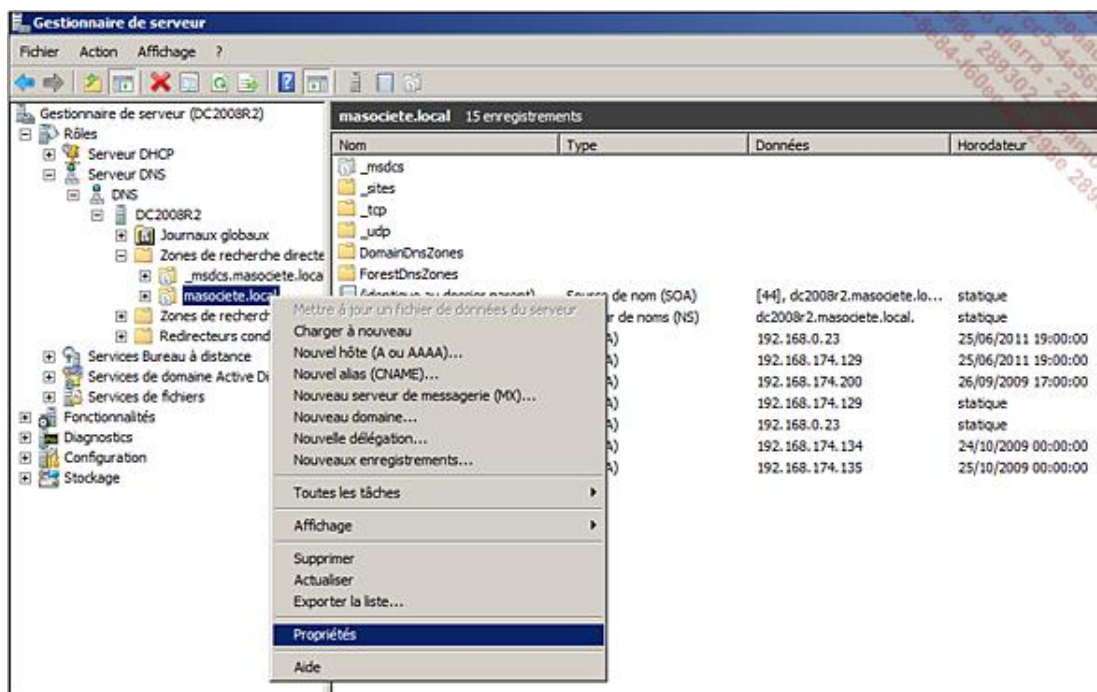 Gestionnaire de serveur
Fichier Action Affichage ?
Gestionnaire de serveur (DC2008R2)
Rôles
Serveur DHCP
Serveur DNS
DNS
DC2008R2
Journaux globaux
Zones de recherche directe
_msdcs.masociete.loca
masociete.local
Zones de recherch
Redirecteurs cond
Services Bureau à distance
Services de domaine Active Di
Services de fichiers
Fonctionnalités
Diagnostics
Configuration
Stockage
masociete.local 15 enregistrements
Nom Type Données Horodateur
_msdcs
_sites
_tcp
_udp
DomainDnsZones
ForestDnsZones
(identique au dossier parent) Source de nom (SOA) [44], dc2008r2.masociete.lo... statique
r de noms (NS) dc2008r2.masociete.local. statique
A) 192.168.0.23 25/06/2011 19:00:00
A) 192.168.174.129 25/06/2011 19:00:00
A) 192.168.174.200 26/09/2009 17:00:00
A) 192.168.174.129 statique
A) 192.168.0.23 statique
A) 192.168.174.134 24/10/2009 00:00:00
A) 192.168.174.135 25/10/2009 00:00:00
Mettre à jour un fichier de données du serveur
Charger à nouveau
Nouvel hôte (A ou AAAA)...
Nouvel alias (CNAME)...
Nouveau serveur de messagerie (MX)...
Nouveau domaine...
Nouvelle délégation...
Nouveaux enregistrements...
Toutes les tâches
Affichage
Supprimer
Actualiser
Exporter la liste...
Propriétés
Aide